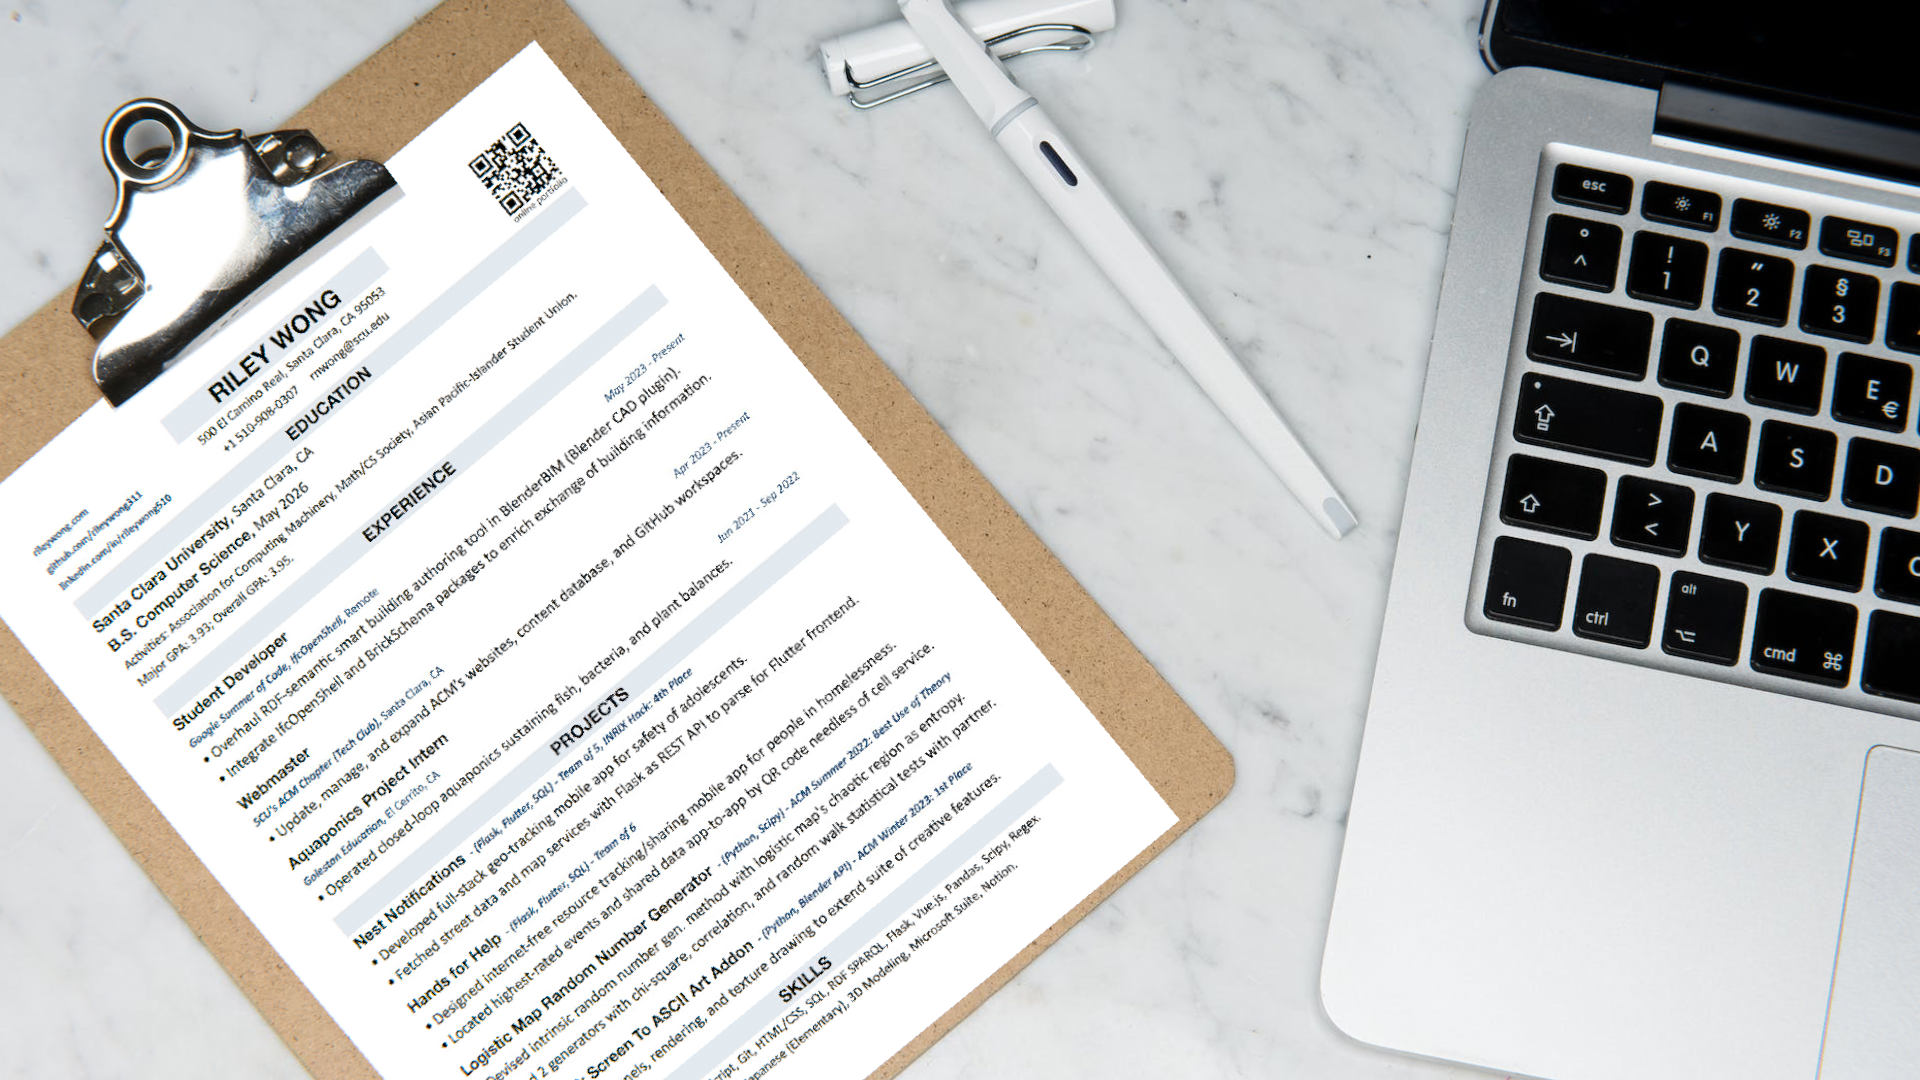 online portfolio
RILEY WONG
500 El Camino Real, Santa Clara, CA 95053
+1 510-908-0307 rnwong@scu.edu
rileywong.com
github.com/rileywong311
linkedin.com/in/rileywong510
EDUCATION
Santa Clara University, Santa Clara, CA
B.S. Computer Science, May 2026
Activities: Association for Computing Machinery, Math/CS Society, Asian Pacific-Islander Student Union.
Major GPA: 3.93; Overall GPA: 3.95.
EXPERIENCE
Student Developer May 2023 - Present
Google Summer of Code, IfcOpenShell, Remote
• Overhaul RDF-semantic smart building authoring tool in BlenderBIM (Blender CAD plugin).
• Integrate IfcOpenShell and BrickSchema packages to enrich exchange of building information.
Webmaster Apr 2023 - Present
SCU's ACM Chapter (Tech Club), Santa Clara, CA
• Update, manage, and expand ACM's websites, content database, and GitHub workspaces.
Aquaponics Project Intern Jun 2021 - Sep 2022
Golestan Education, El Cerrito, CA
• Operated closed-loop aquaponics sustaining fish, bacteria, and plant balances.
PROJECTS
Nest Notifications - (Flask, Flutter, SQL) - Team of 5, INRIX Hack: 4th Place
• Developed full-stack geo-tracking mobile app for safety of adolescents.
• Fetched street data and map services with Flask as REST API to parse for Flutter frontend.
Hands for Help - (Flask, Flutter, SQL) - Team of 6
• Designed internet-free resource tracking/sharing mobile app for people in homelessness.
• Located highest-rated events and shared data app-to-app by QR code needless of cell service.
Logistic Map Random Number Generator - (Python, Scipy) - ACM Summer 2022: Best Use of Theory
Devised intrinsic random number gen. method with logistic map's chaotic region as entropy.
2 generators with chi-square, correlation, and random walk statistical tests with partner.
Screen To ASCII Art Addon - (Python, Blender API) - ACM Winter 2023: 1st Place
rendering, and texture drawing to extend suite of creative features.
SKILLS
Git, HTML/CSS, SQL, RDF SPARQL, Flask, Vue.js, Pandas, Scipy, Regex.
(Elementary), 3D Modeling, Microsoft Suite, Notion.
esc F1 F2 F3
° ^ ! 1 “ 2 § 3
Q W E €
A S D
> < Y X
fn ctrl alt cmd ⌘